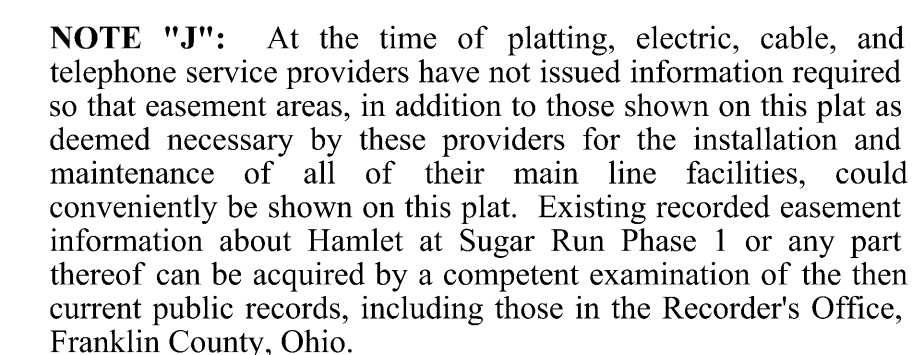 NOTE "J": At the time of platting, electric, cable, and
telephone service providers have not issued information required
so that easement areas, in addition to those shown on this plat as
deemed necessary by these providers for the installation and
maintenance of all of their main line facilities, could
conveniently be shown on this plat. Existing recorded easement
information about Hamlet at Sugar Run Phase 1 or any part
thereof can be acquired by a competent examination of the then
current public records, including those in the Recorder's Office,
Franklin County, Ohio.